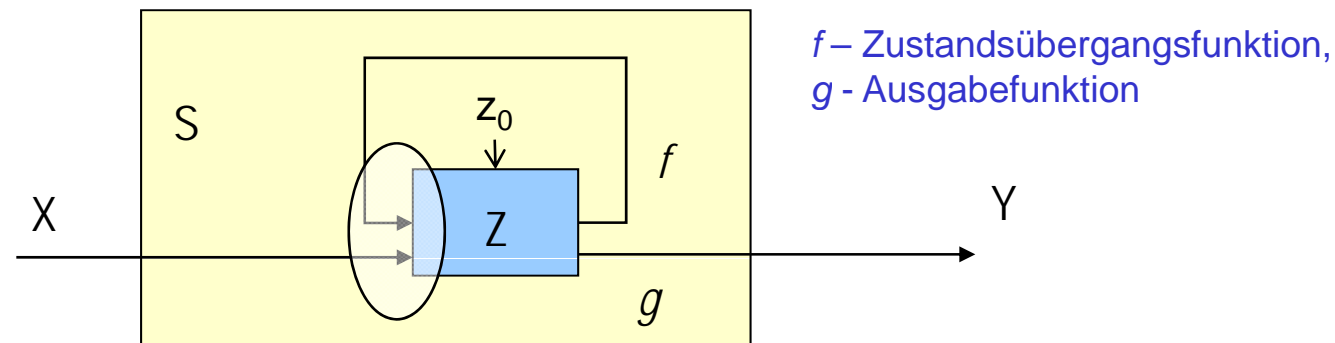 f – Zustandsübergangsfunktion,
g - Ausgabefunktion
S
z₀
f
X
Z
Y
g